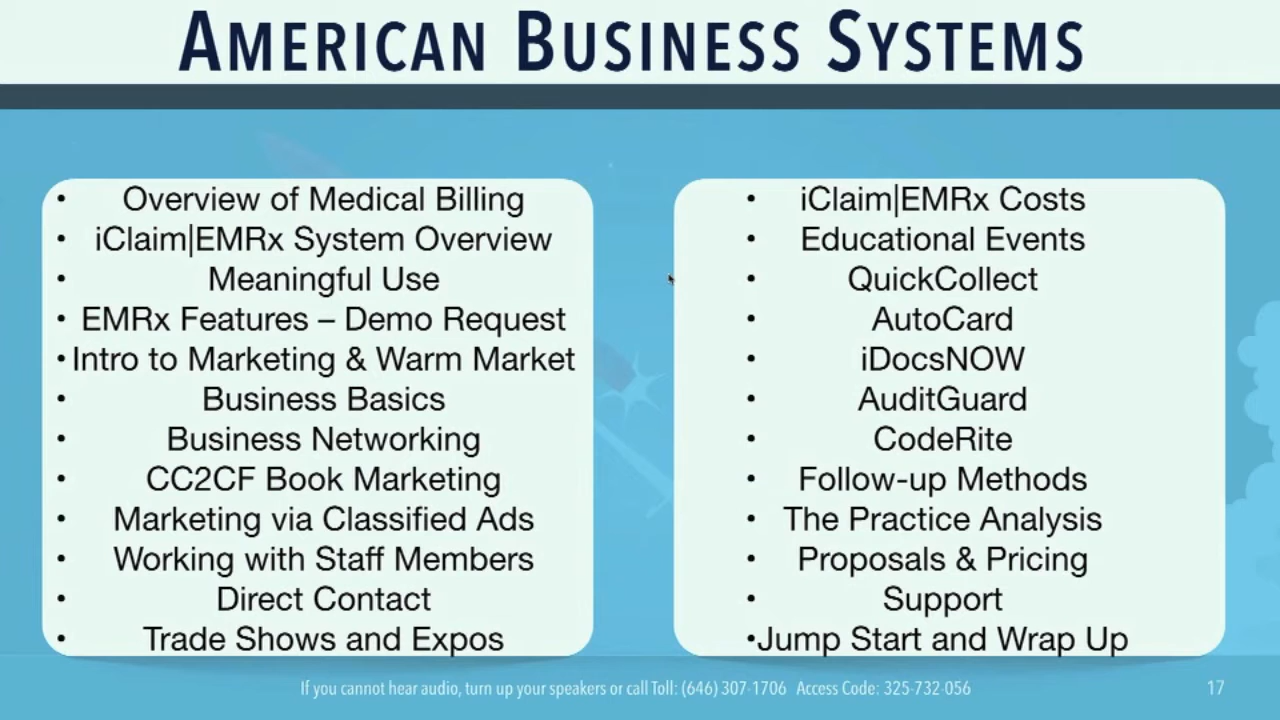 AMERICAN BUSINESS SYSTEMS
• Overview of Medical Billing
• iClaim|EMRx System Overview
• Meaningful Use
• EMRx Features – Demo Request
• Intro to Marketing & Warm Market
• Business Basics
• Business Networking
• CC2CF Book Marketing
• Marketing via Classified Ads
• Working with Staff Members
• Direct Contact
• Trade Shows and Expos
• iClaim|EMRx Costs
• Educational Events
• QuickCollect
• AutoCard
• iDocsNOW
• AuditGuard
• CodeRite
• Follow-up Methods
• The Practice Analysis
• Proposals & Pricing
• Support
• Jump Start and Wrap Up
If you cannot hear audio, turn up your speakers or call Toll: (646) 307-1706 Access Code: 325-732-056
17